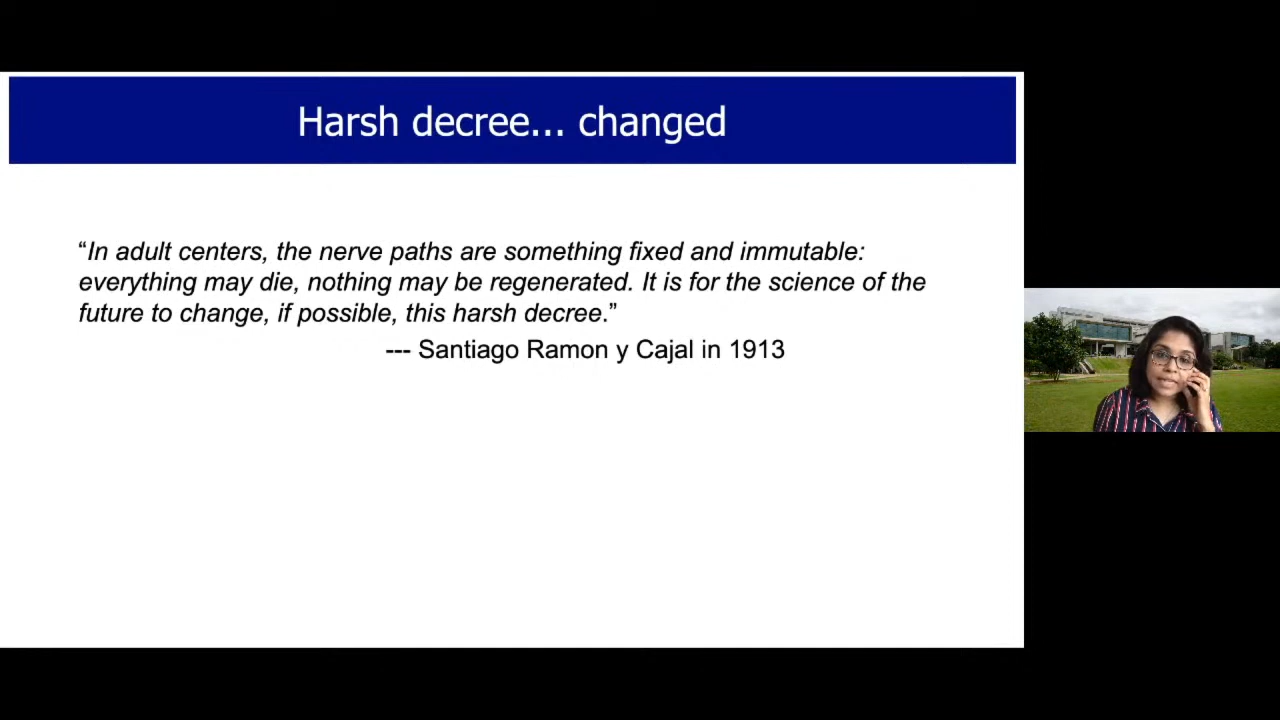 Harsh decree... changed
“In adult centers, the nerve paths are something fixed and immutable:
everything may die, nothing may be regenerated. It is for the science of the
future to change, if possible, this harsh decree.”
--- Santiago Ramon y Cajal in 1913